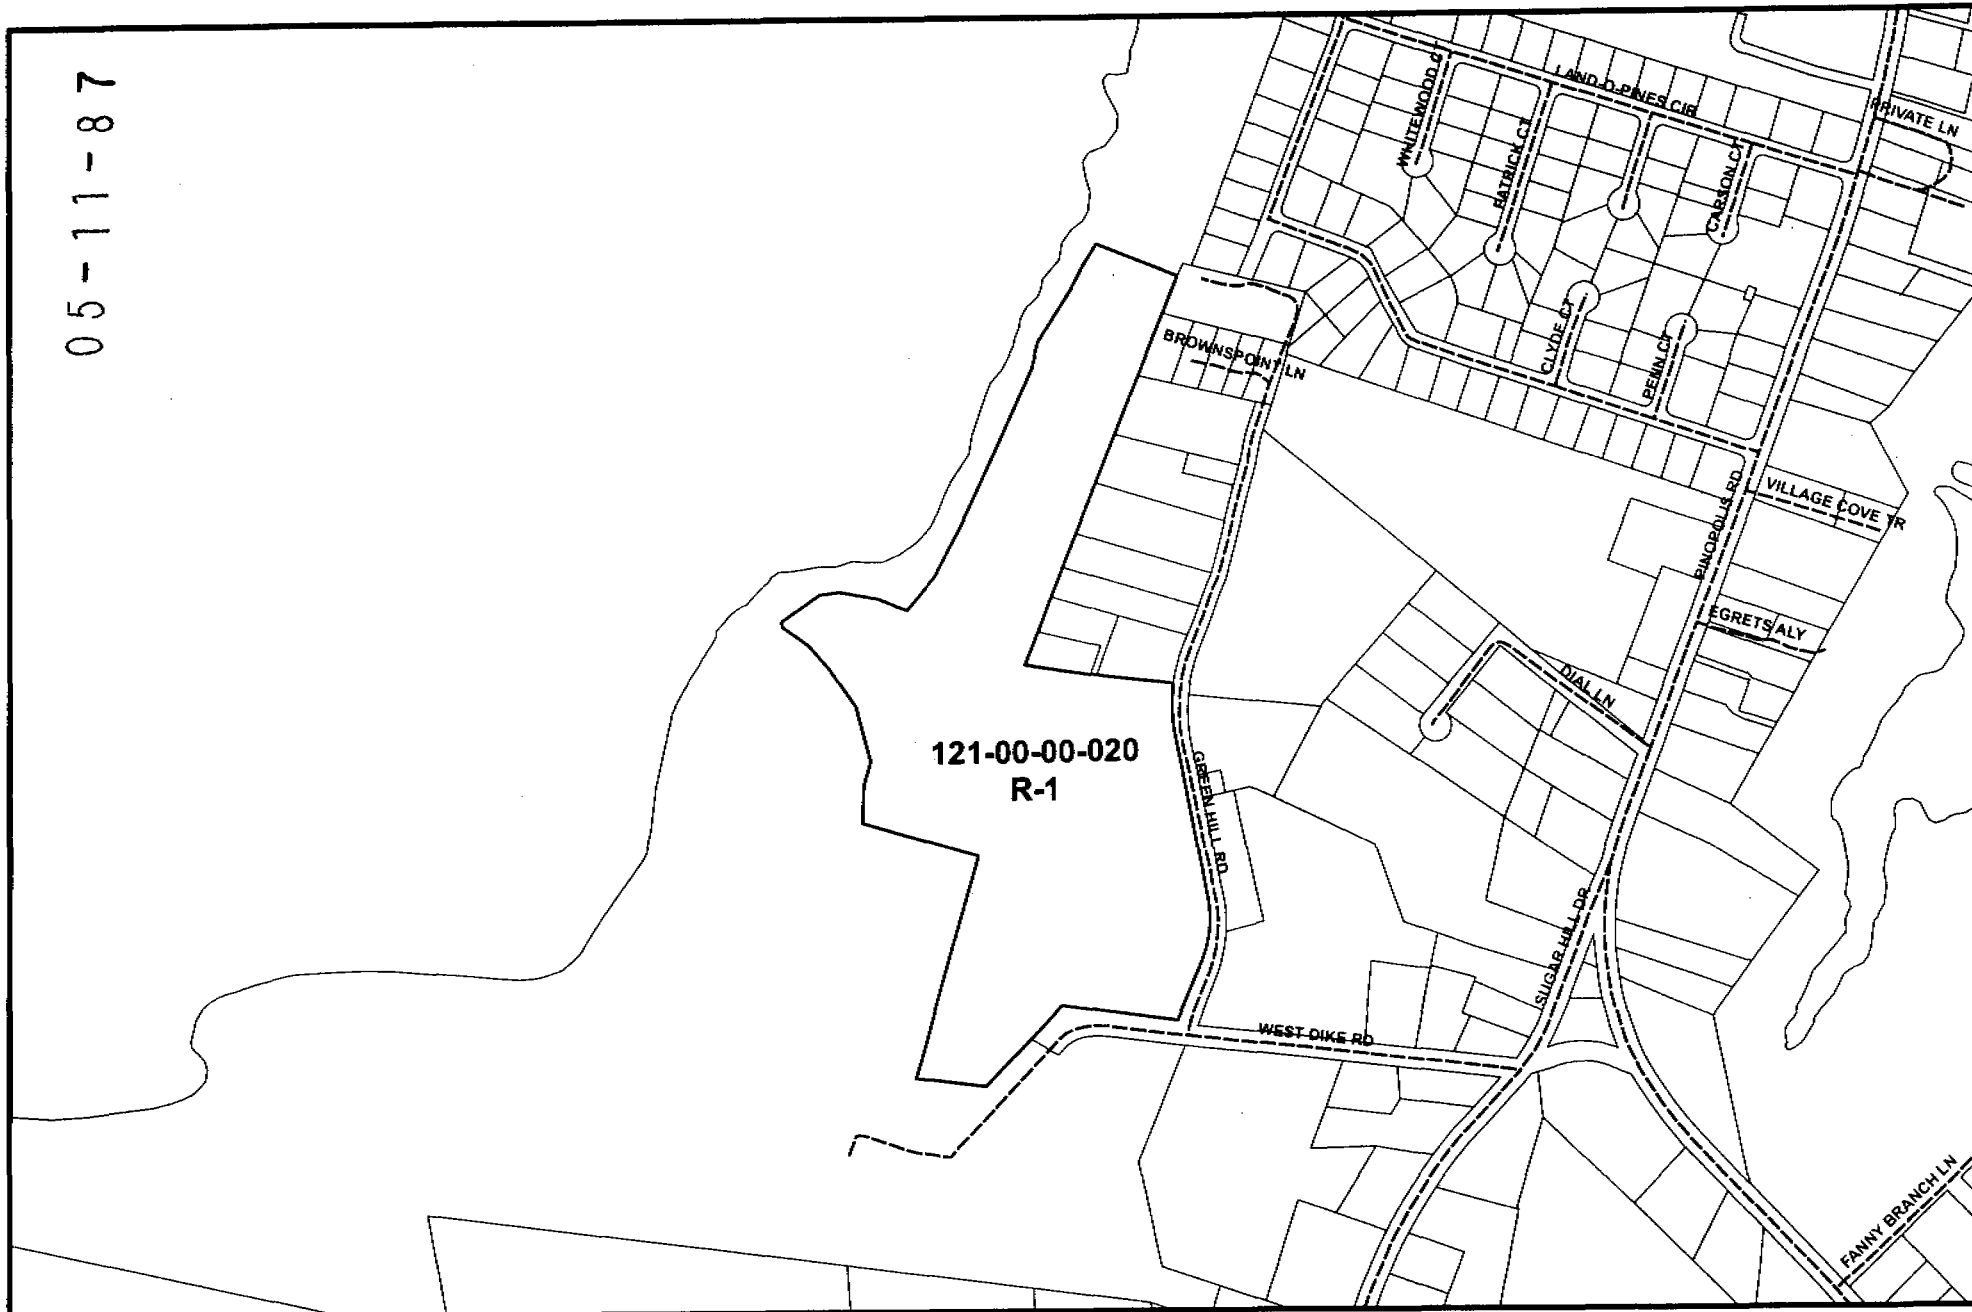 05-11-87
LAND-O-PINES CIR
PRIVATE LN
WHITEWOOD CT
PATRICK CT
CARSON CT
BROWNSPOINT LN
CLYDE CT
PENN CT
PINOPOLIS RD
VILLAGE COVE TR
EGRETS ALY
DIAL LN
121-00-00-020
R-1
GREEN HILL RD
SUGAR HILL DR
WEST DIKE RD
FANNY BRANCH LN